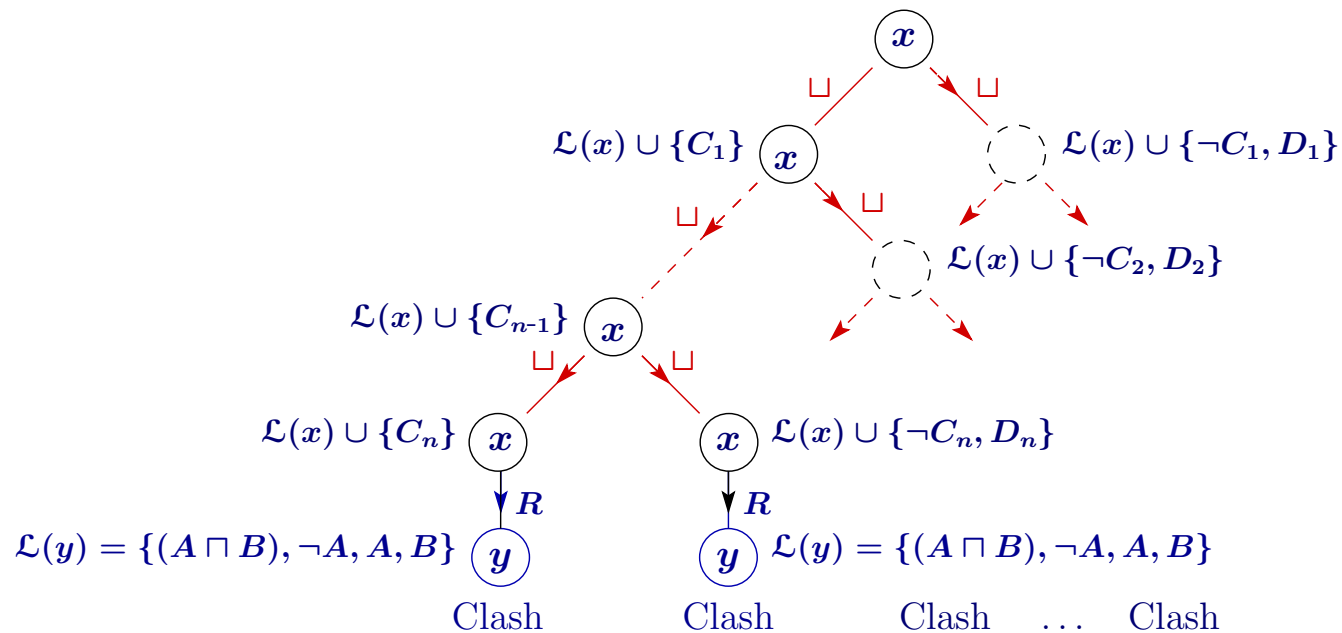 x
⊔ ⊔
𝓛(x) ∪ {C₁} x 𝓛(x) ∪ {¬C₁, D₁}
⊔ ⊔
𝓛(x) ∪ {¬C₂, D₂}
𝓛(x) ∪ {Cₙ₋₁} x
⊔ ⊔
𝓛(x) ∪ {Cₙ} x x 𝓛(x) ∪ {¬Cₙ, Dₙ}
R R
𝓛(y) = {(A ⊓ B), ¬A, A, B} y y 𝓛(y) = {(A ⊓ B), ¬A, A, B}
Clash Clash Clash ... Clash